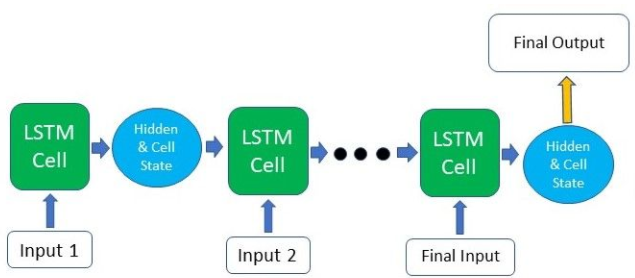 Final Output
LSTM
Cell
Hidden
& Cell
State
LSTM
Cell
LSTM
Cell
Hidden
& Cell
State
Input 1
Input 2
Final Input